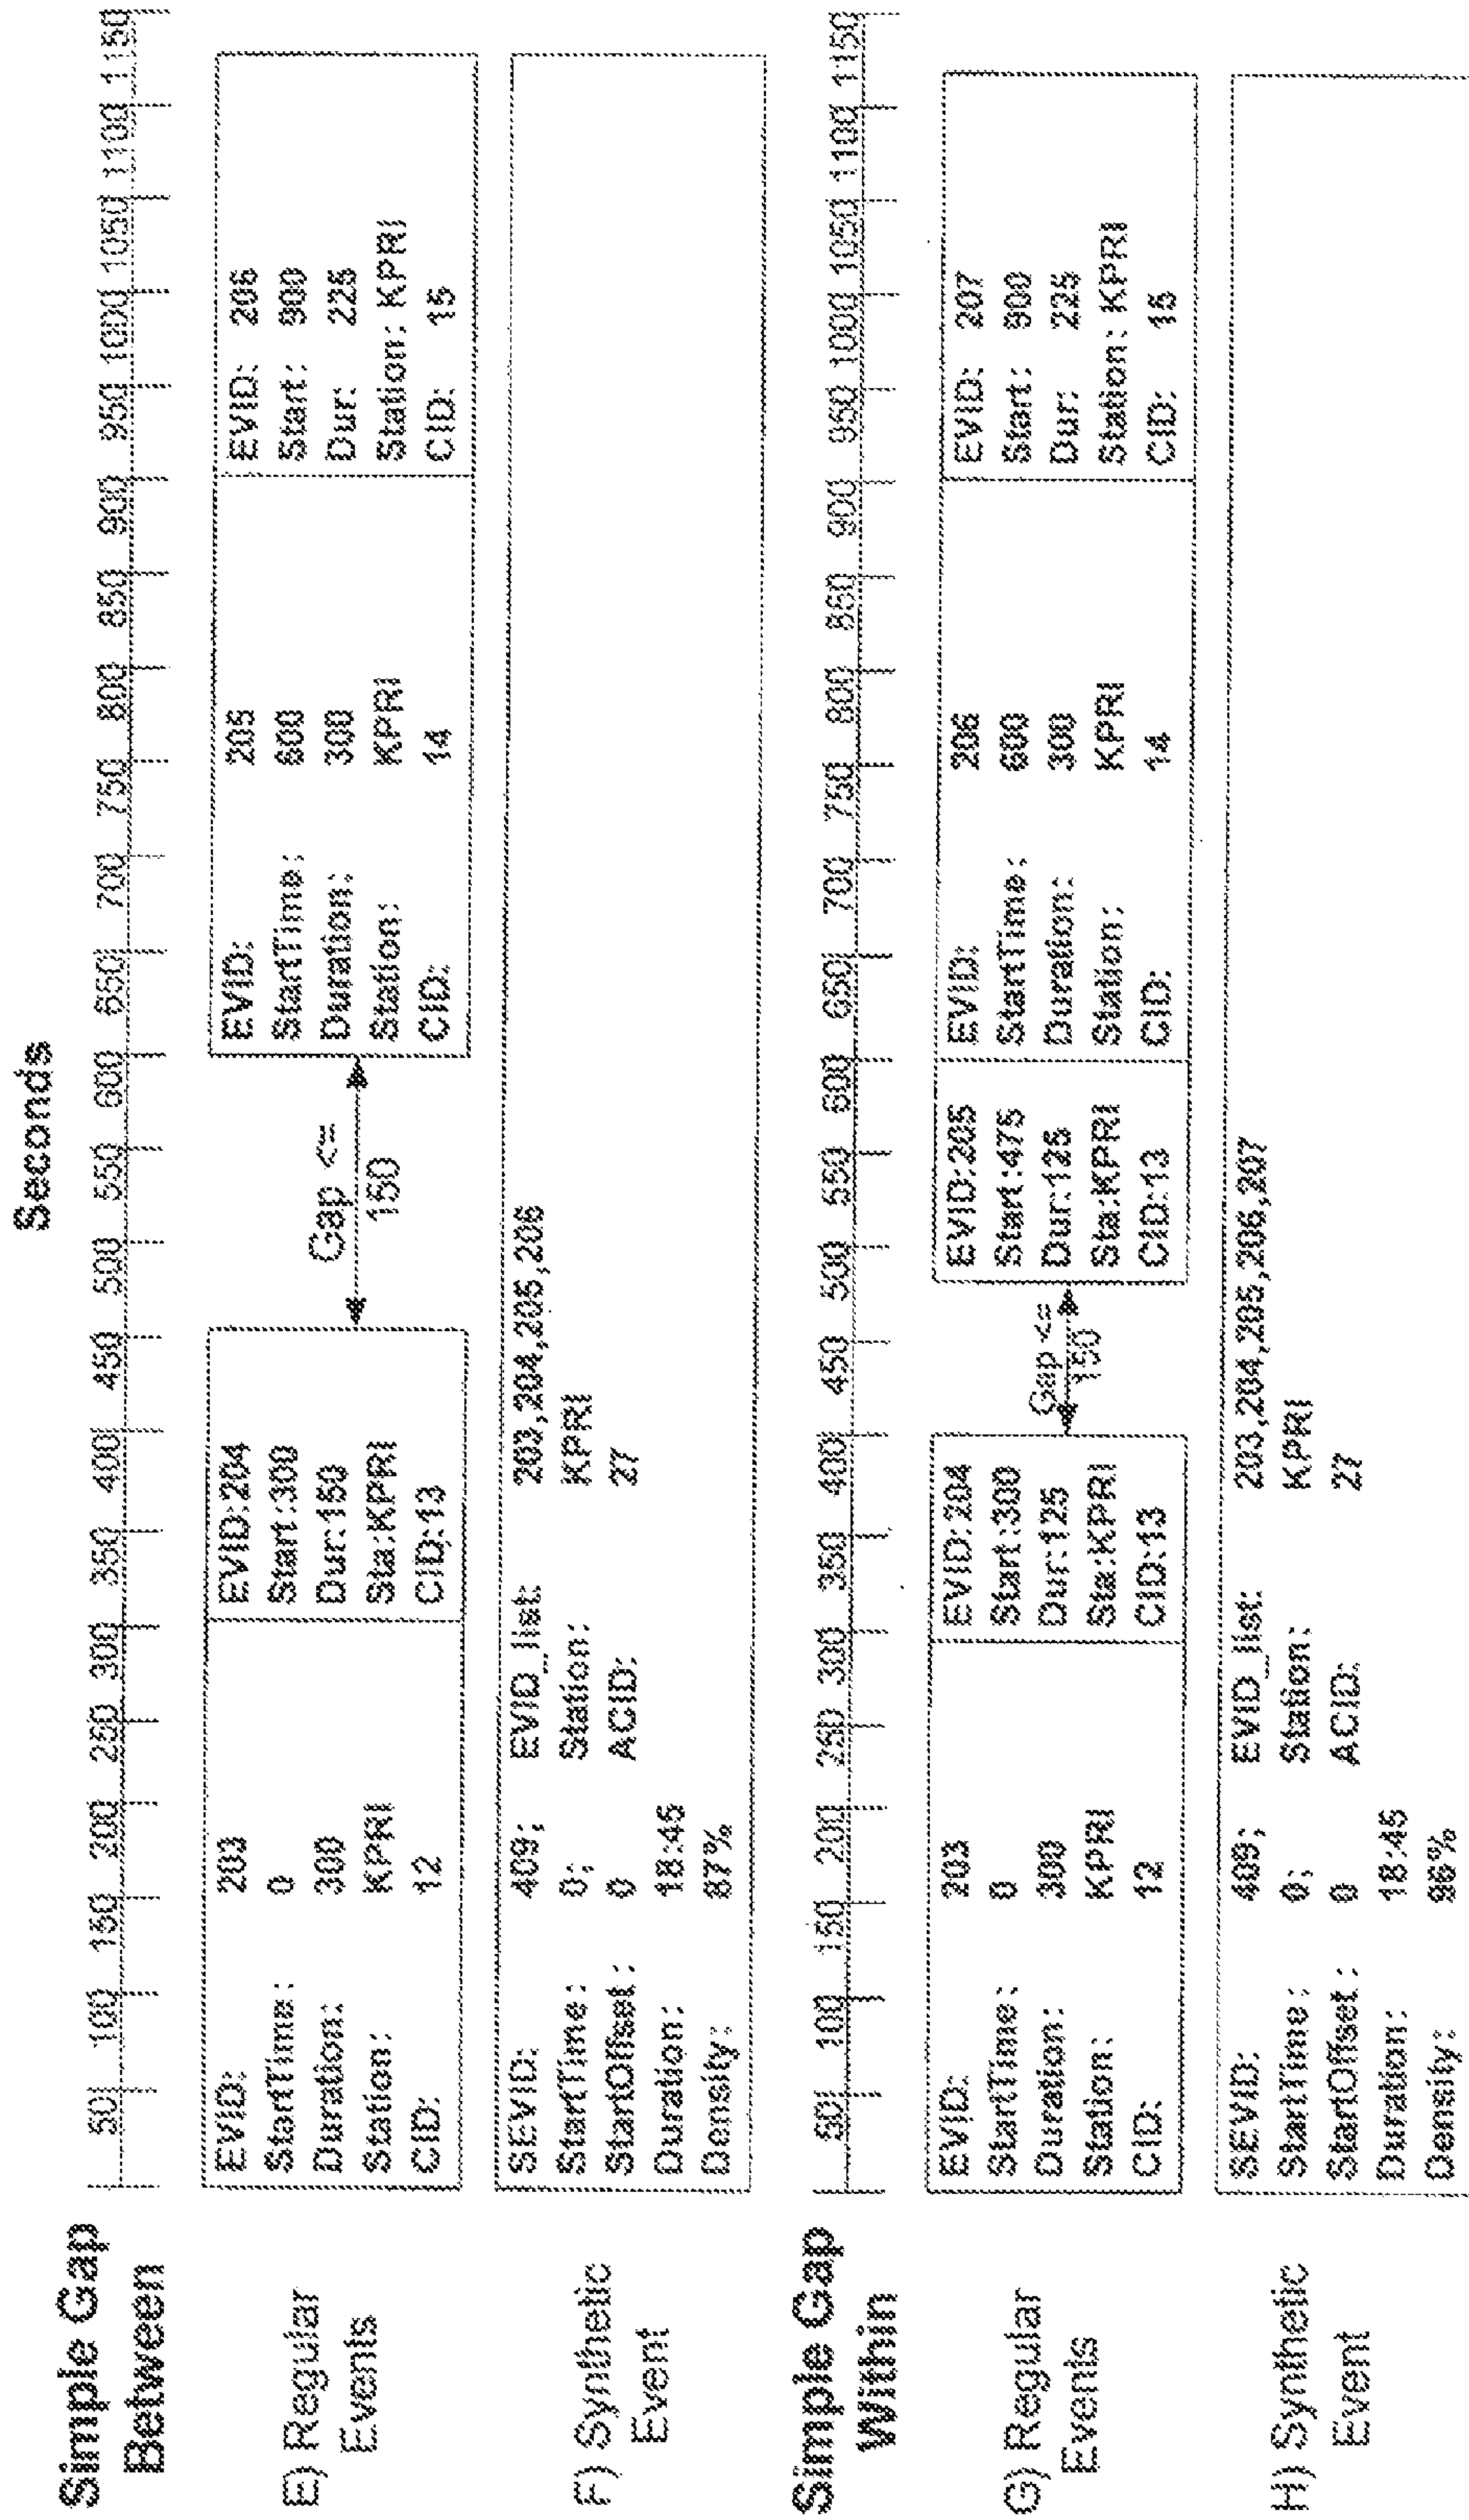 Seconds
Simple Gap
Between
50 100 150 200 250 300 350 400 450 500 550 600 650 700 750 800 850 900 950 1000 1050 1100 1150
E) Regular
Events
EVID: 203
StartTime: 0
Duration: 300
Station: KPRI
CID: 12
EVID:204
Start:300
Dur:150
Sta:KPRI
CID:13
Gap <=
150
EVID: 205
StartTime: 600
Duration: 300
Station: KPRI
CID: 14
EVID: 206
Start: 900
Dur: 225
Station: KPRI
CID: 15
F) Synthetic
Event
SEVID: 409; EVID_list: 203,204,205,206
StartTime: 0; Station: KPRI
StartOffset: 0 ACID: 27
Duration: 18:45
Density: 87%
Simple Gap
Within
50 100 150 200 250 300 350 400 450 500 550 600 650 700 750 800 850 900 950 1000 1050 1100 1150
G) Regular
Events
EVID: 203
StartTime: 0
Duration: 300
Station: KPRI
CID: 12
EVID:204
Start:300
Dur:125
Sta:KPRI
CID:13
Gap <=
150
EVID:205
Start:475
Dur:125
Sta:KPRI
CID:13
EVID: 206
StartTime: 600
Duration: 300
Station: KPRI
CID: 14
EVID: 207
Start: 900
Dur: 225
Station: KPRI
CID: 15
H) Synthetic
Event
SEVID: 409; EVID_list: 203,204,205,206,207
StartTime: 0; Station: KPRI
StartOffset: 0 ACID: 27
Duration: 18:45
Density: 96%